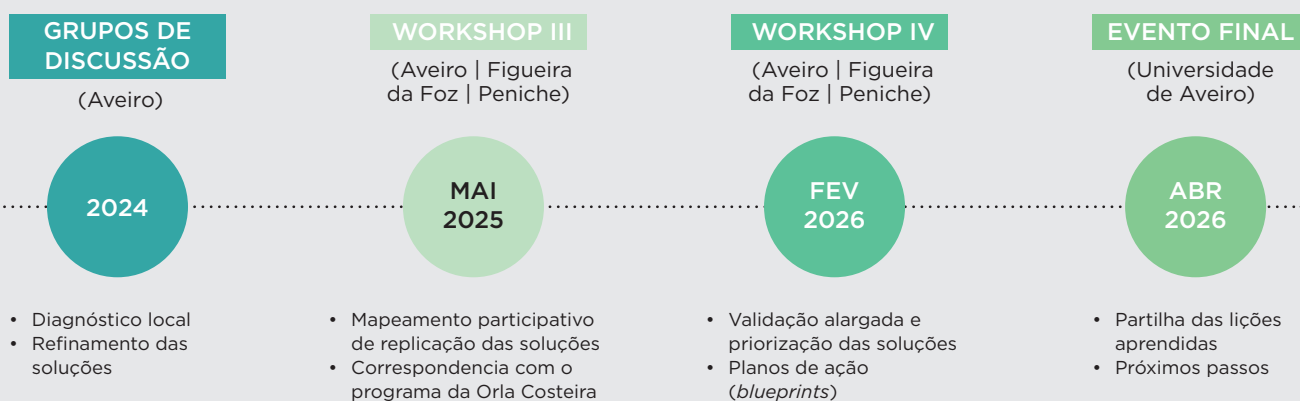 GRUPOS DE
DISCUSSÃO
(Aveiro)
2024
• Diagnóstico local
• Refinamento das
soluções
WORKSHOP III
(Aveiro | Figueira
da Foz | Peniche)
MAI
2025
• Mapeamento participativo
de replicação das soluções
• Correspondencia com o
programa da Orla Costeira
WORKSHOP IV
(Aveiro | Figueira
da Foz | Peniche)
FEV
2026
• Validação alargada e
priorização das soluções
• Planos de ação
(blueprints)
EVENTO FINAL
(Universidade
de Aveiro)
ABR
2026
• Partilha das lições
aprendidas
• Próximos passos